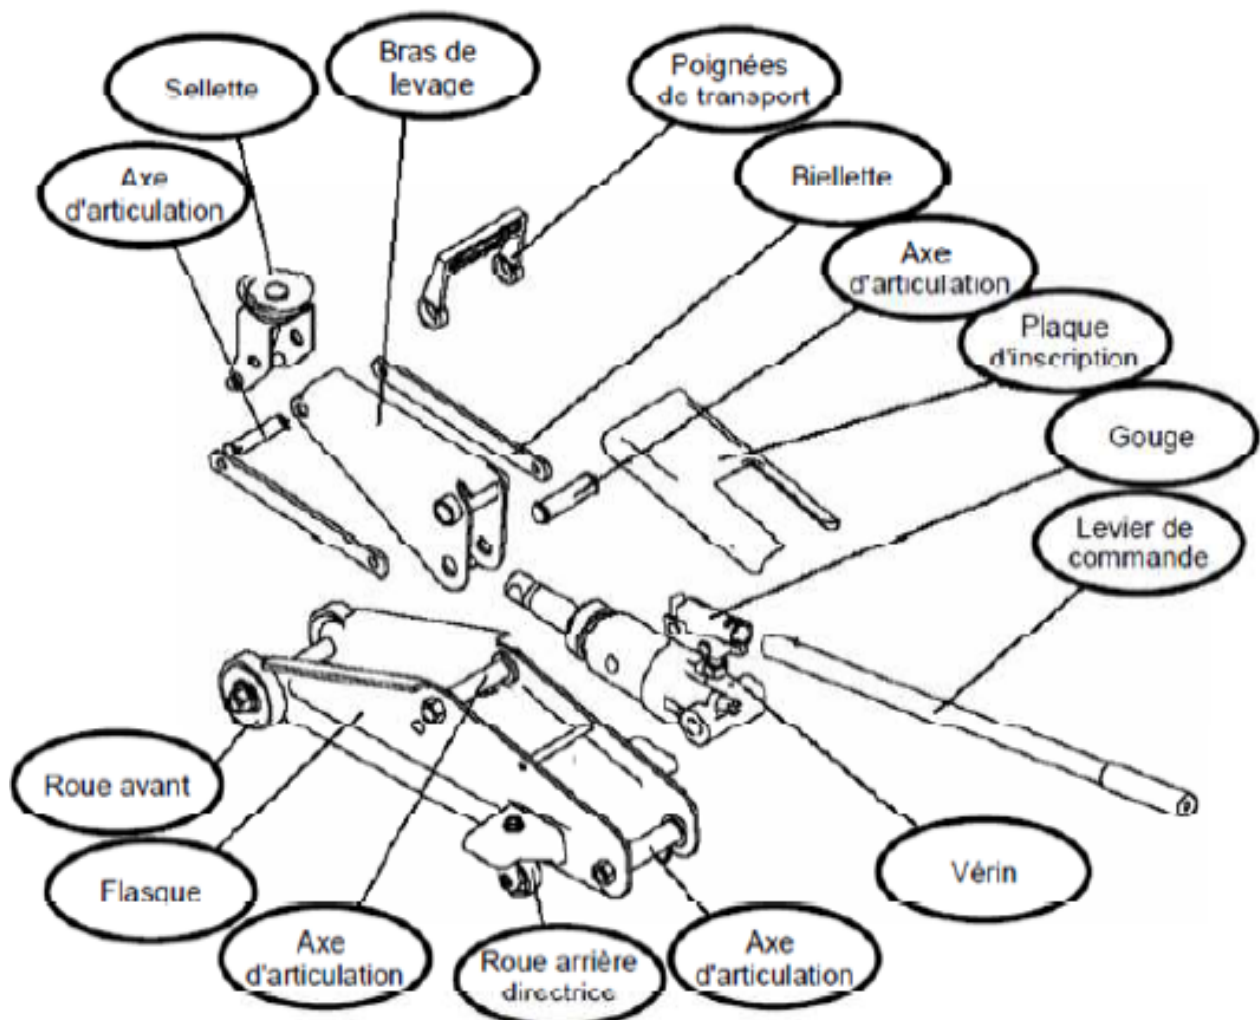 Bras de
levage
Poignées
de transport
Sellette
Axe
d'articulation
Biellette
Axe
d'articulation
Plaque
d'inscription
Gouge
Levier de
commande
Roue avant
Flasque
Vérin
Axe
d'articulation
Roue arrière
directrice
Axe
d'articulation